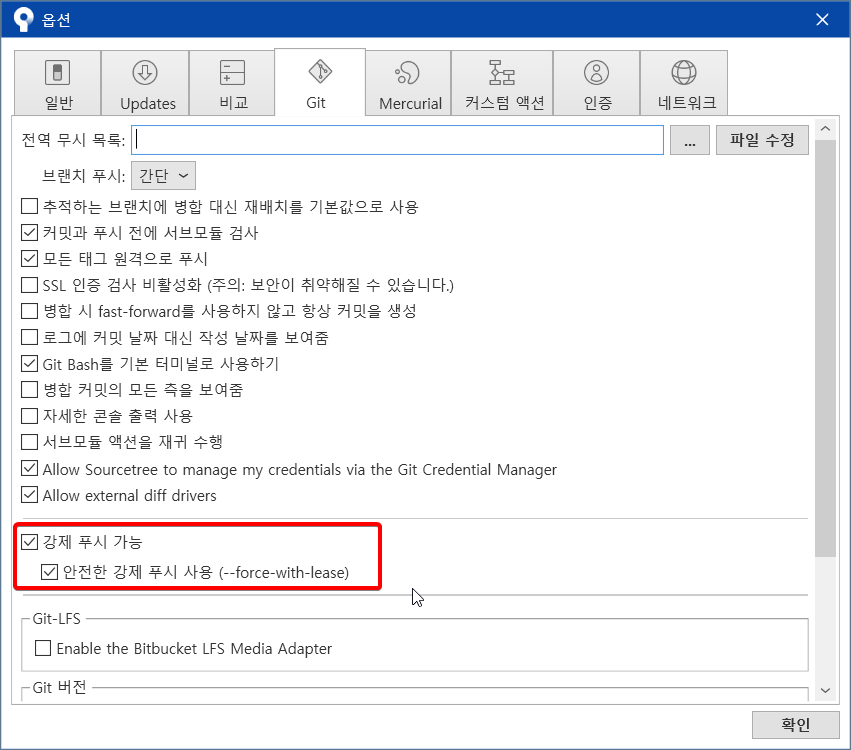 옵션
일반
Updates
비교
Git
Mercurial
커스텀 액션
인증
네트워크
전역 무시 목록:
...
파일 수정
브랜치 푸시: 간단
추적하는 브랜치에 병합 대신 재배치를 기본값으로 사용
커밋과 푸시 전에 서브모듈 검사
모든 태그 원격으로 푸시
SSL 인증 검사 비활성화 (주의: 보안이 취약해질 수 있습니다.)
병합 시 fast-forward를 사용하지 않고 항상 커밋을 생성
로그에 커밋 날짜 대신 작성 날짜를 보여줌
Git Bash를 기본 터미널로 사용하기
병합 커밋의 모든 측을 보여줌
자세한 콘솔 출력 사용
서브모듈 액션을 재귀 수행
Allow Sourcetree to manage my credentials via the Git Credential Manager
Allow external diff drivers
강제 푸시 가능
안전한 강제 푸시 사용 (--force-with-lease)
Git-LFS
Enable the Bitbucket LFS Media Adapter
Git 버전
확인